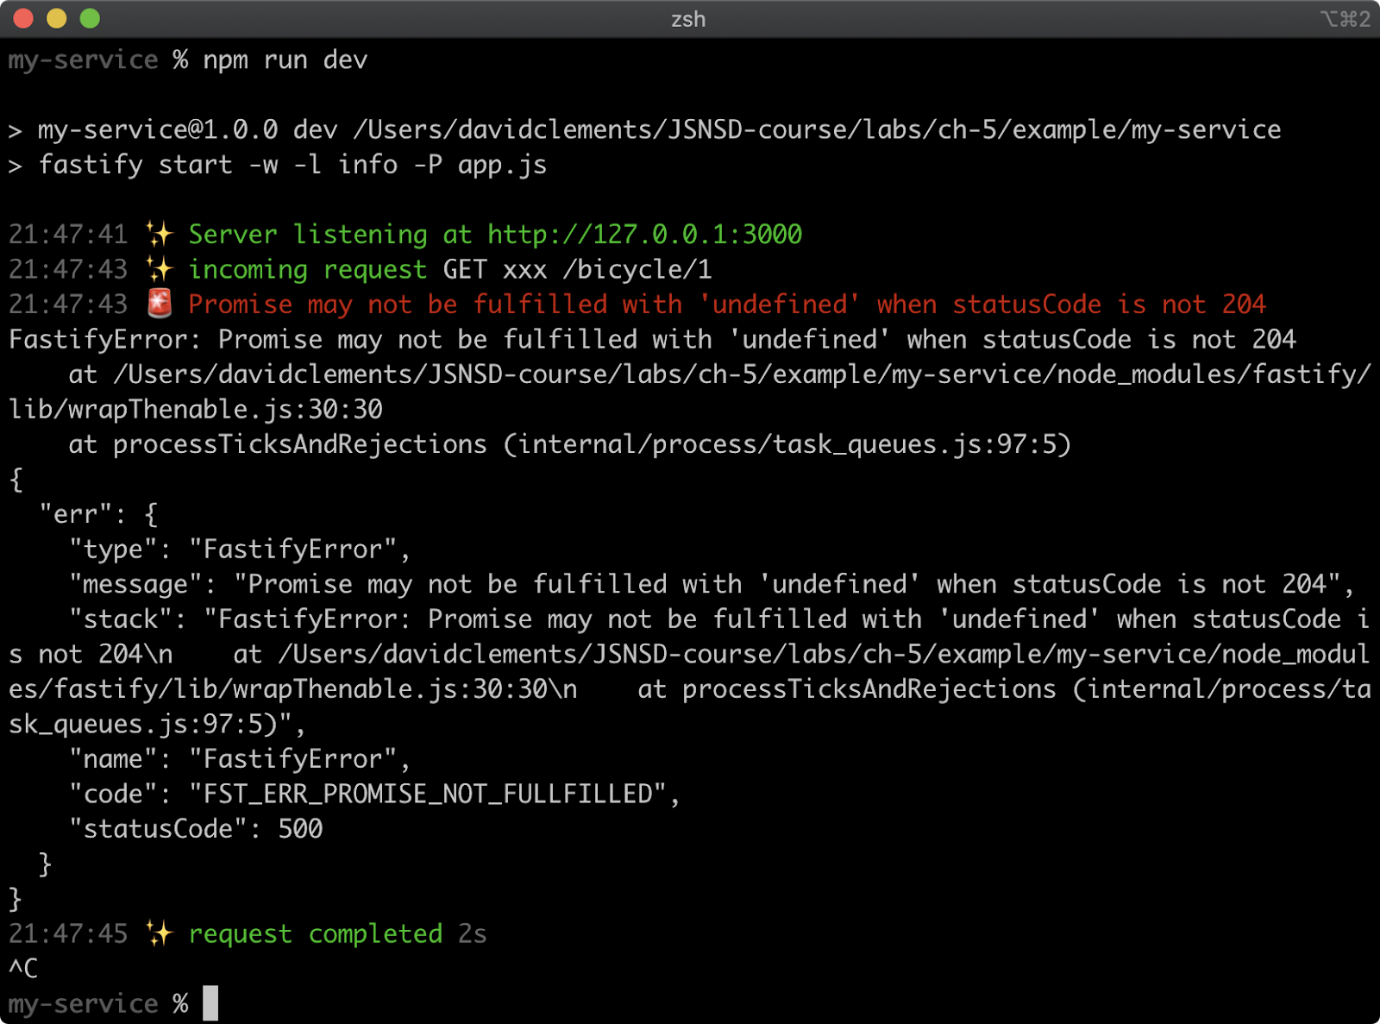 zsh
⌥⌘2
my-service % npm run dev
> my-service@1.0.0 dev /Users/davidclements/JSNSD-course/labs/ch-5/example/my-service
> fastify start -w -l info -P app.js
21:47:41 ✨ Server listening at http://127.0.0.1:3000
21:47:43 ✨ incoming request GET xxx /bicycle/1
21:47:43 🚨 Promise may not be fulfilled with 'undefined' when statusCode is not 204
FastifyError: Promise may not be fulfilled with 'undefined' when statusCode is not 204
    at /Users/davidclements/JSNSD-course/labs/ch-5/example/my-service/node_modules/fastify/
lib/wrapThenable.js:30:30
    at processTicksAndRejections (internal/process/task_queues.js:97:5)
{
  "err": {
    "type": "FastifyError",
    "message": "Promise may not be fulfilled with 'undefined' when statusCode is not 204",
    "stack": "FastifyError: Promise may not be fulfilled with 'undefined' when statusCode i
s not 204\n    at /Users/davidclements/JSNSD-course/labs/ch-5/example/my-service/node_modul
es/fastify/lib/wrapThenable.js:30:30\n    at processTicksAndRejections (internal/process/ta
sk_queues.js:97:5)",
    "name": "FastifyError",
    "code": "FST_ERR_PROMISE_NOT_FULLFILLED",
    "statusCode": 500
  }
}
21:47:45 ✨ request completed 2s
^C
my-service %